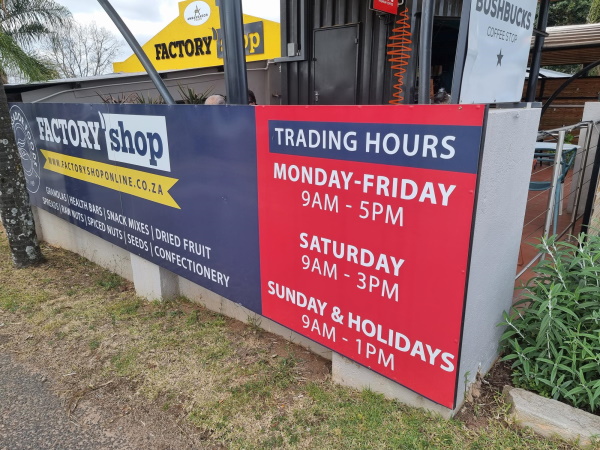 FACTORY shop
BUSHBUCKS
COFFEE STOP
FACTORY shop
WWW.FACTORYSHOPONLINE.CO.ZA
GRANOLAS | HEALTH BARS | SNACK MIXES | DRIED FRUIT
SPREADS | RAW NUTS | SPICED NUTS | SEEDS | CONFECTIONERY
TRADING HOURS
MONDAY-FRIDAY
9AM - 5PM
SATURDAY
9AM - 3PM
SUNDAY & HOLIDAYS
9AM - 1PM